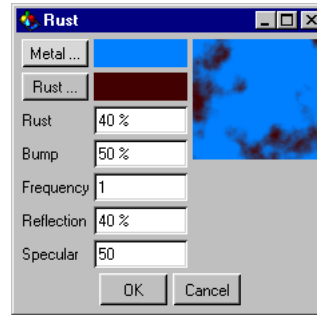 Rust
Metal ...
Rust ...
Rust 40 %
Bump 50 %
Frequency 1
Reflection 40 %
Specular 50
OK Cancel